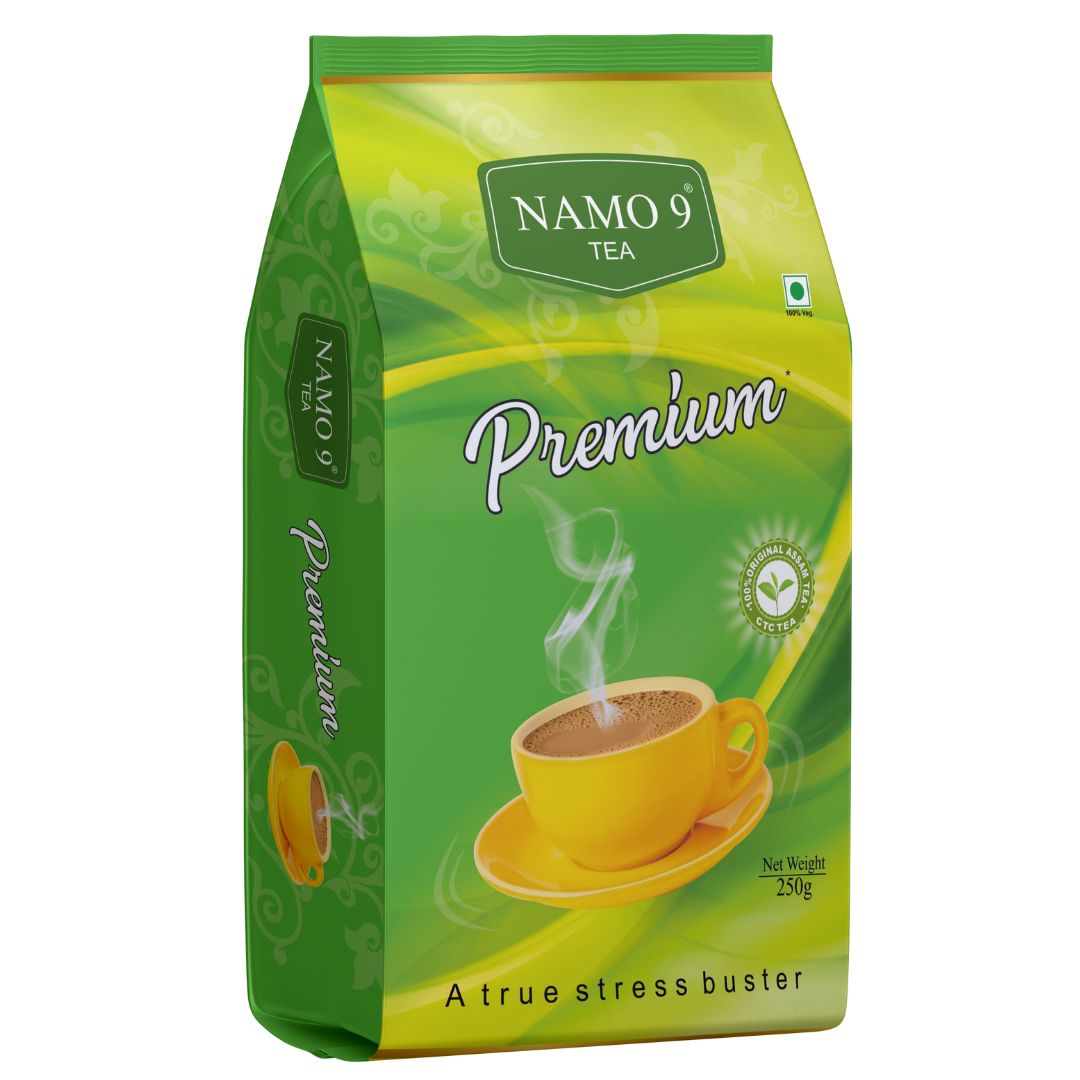 NAMO 9®
TEA
100% Veg.
Premium*
100% ORIGINAL ASSAM TEA
CTC TEA
Net Weight
250g
A true stress buster
NAMO 9®
TEA
Premium